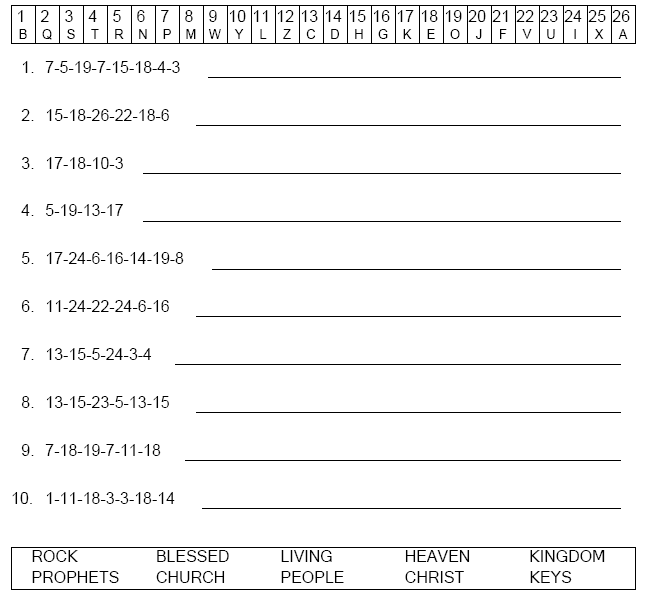 1 2 3 4 5 6 7 8 9 10 11 12 13 14 15 16 17 18 19 20 21 22 23 24 25 26
B Q S T R N P M W Y L Z C D H G K E O J F V U I X A
1. 7-5-19-7-15-18-4-3
2. 15-18-26-22-18-6
3. 17-18-10-3
4. 5-19-13-17
5. 17-24-6-16-14-19-8
6. 11-24-22-24-6-16
7. 13-15-5-24-3-4
8. 13-15-23-5-13-15
9. 7-18-19-7-11-18
10. 1-11-18-3-3-18-14
ROCK BLESSED LIVING HEAVEN KINGDOM
PROPHETS CHURCH PEOPLE CHRIST KEYS